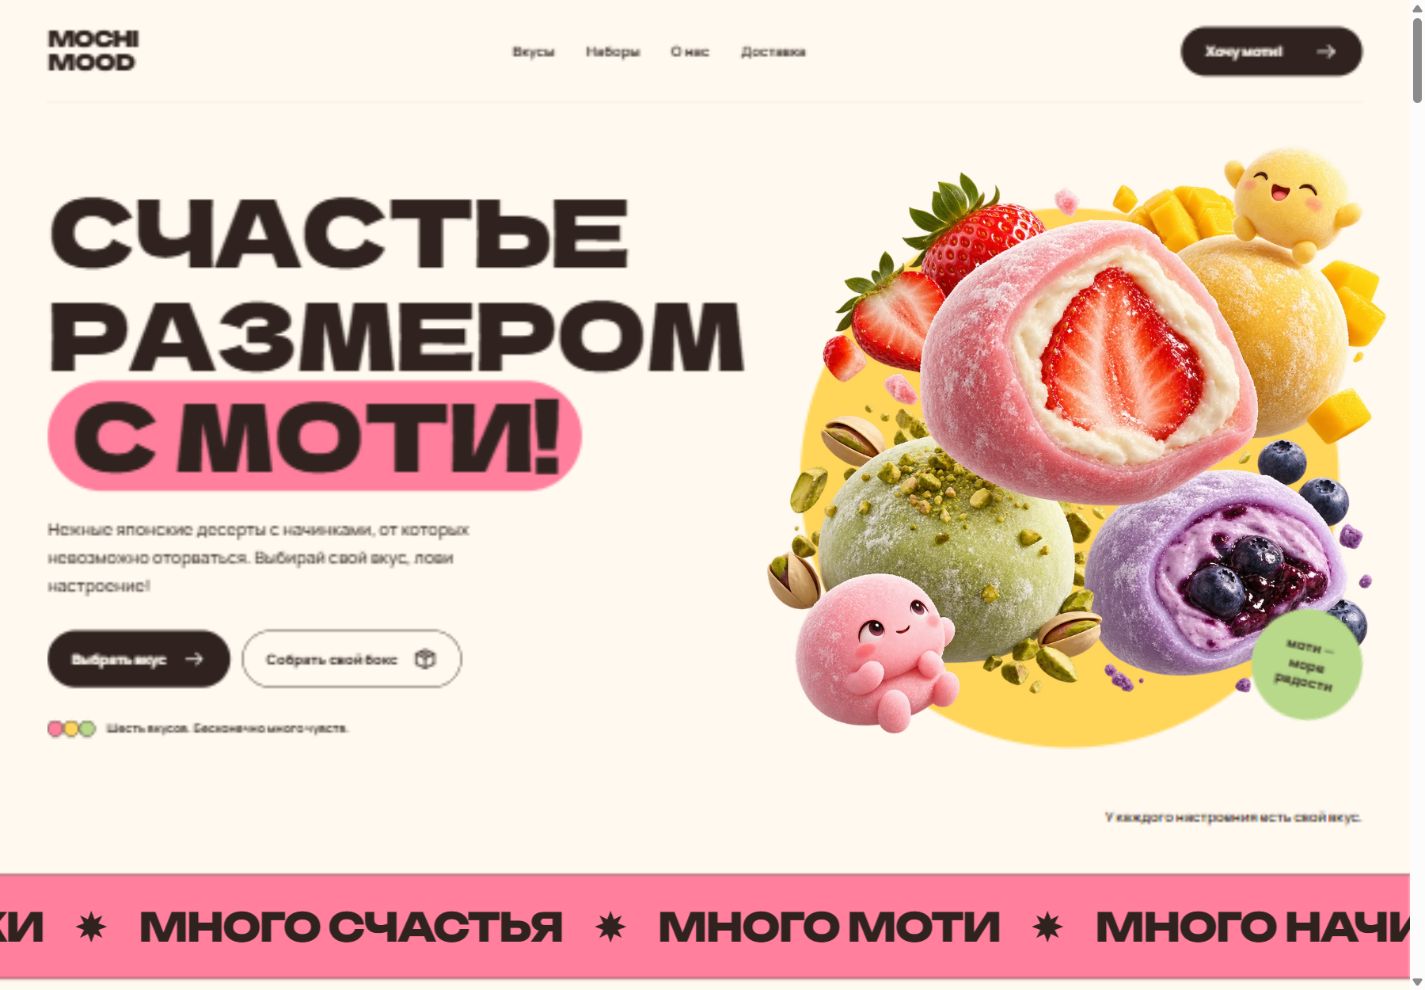 MOCHI
MOOD
Вкусы
Наборы
О нас
Доставка
Хочу моти!
СЧАСТЬЕ
РАЗМЕРОМ
С МОТИ!
Нежные японские десерты с начинками, от которых
невозможно оторваться. Выбирай свой вкус, лови
настроение!
Выбрать вкус
Собрать свой бокс
Шесть вкусов. Бесконечно много чувств.
моти —
море
радости
У каждого настроения есть свой вкус.
КИ
МНОГО СЧАСТЬЯ
МНОГО МОТИ
МНОГО НАЧИ